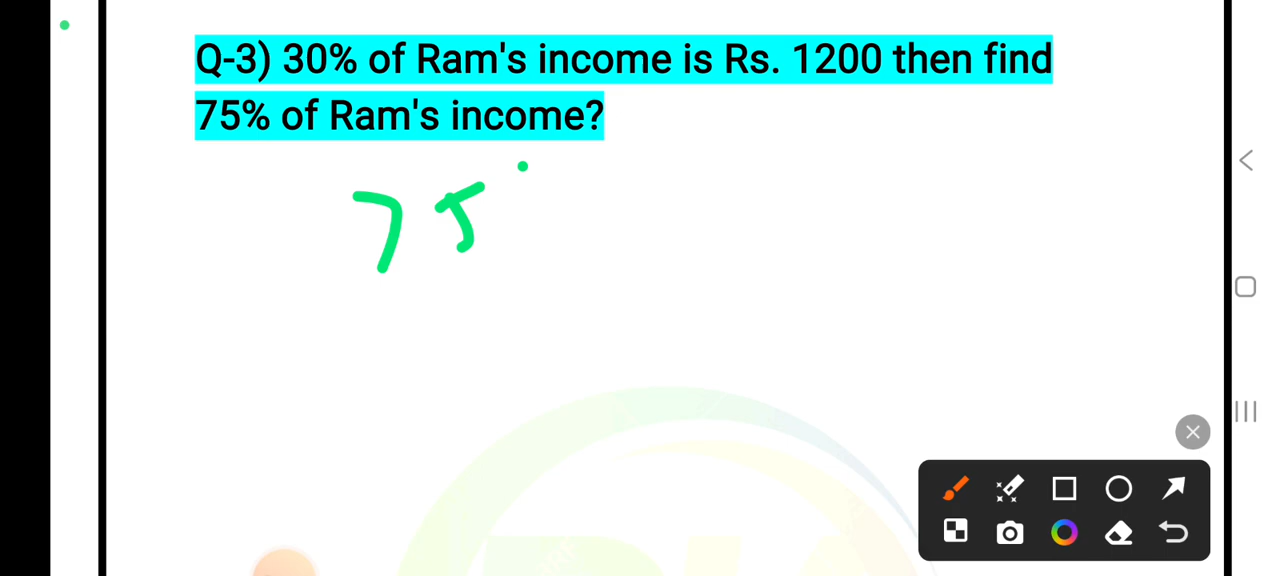 Q-3) 30% of Ram's income is Rs. 1200 then find
75% of Ram's income?
75